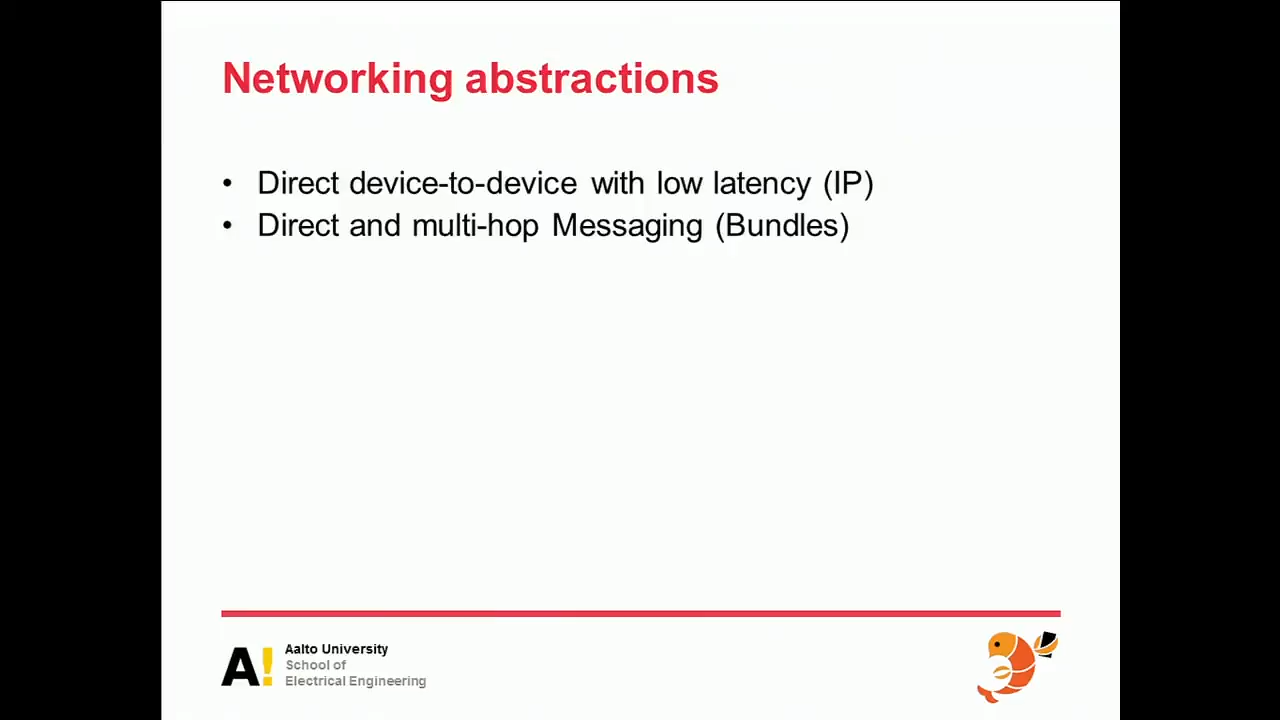 Networking abstractions
• Direct device-to-device with low latency (IP)
• Direct and multi-hop Messaging (Bundles)
A! Aalto University
School of
Electrical Engineering